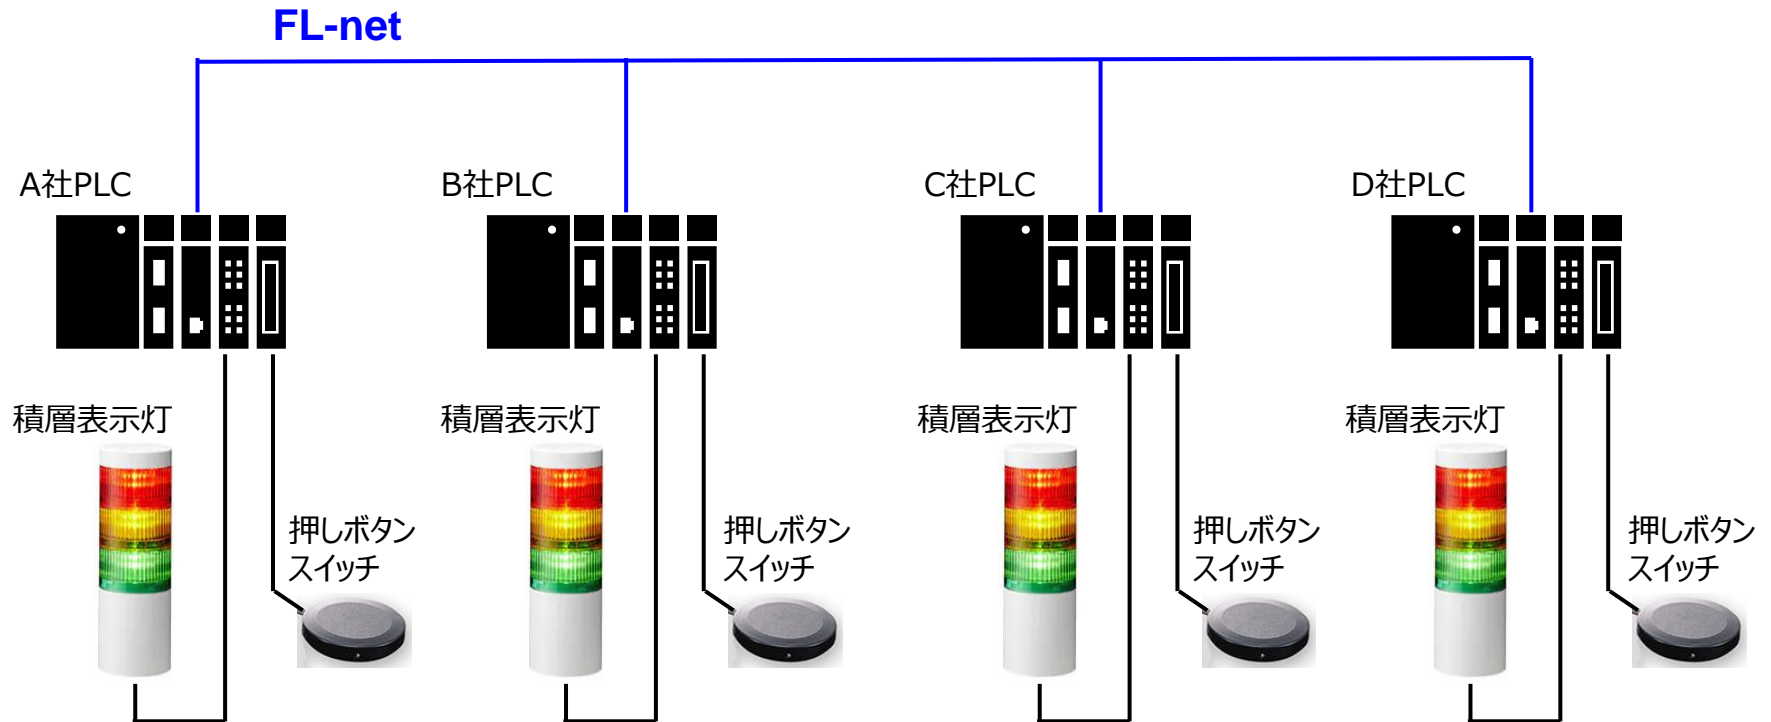 FL-net
A社PLC
B社PLC
C社PLC
D社PLC
積層表示灯
積層表示灯
積層表示灯
積層表示灯
押しボタン
スイッチ
押しボタン
スイッチ
押しボタン
スイッチ
押しボタン
スイッチ